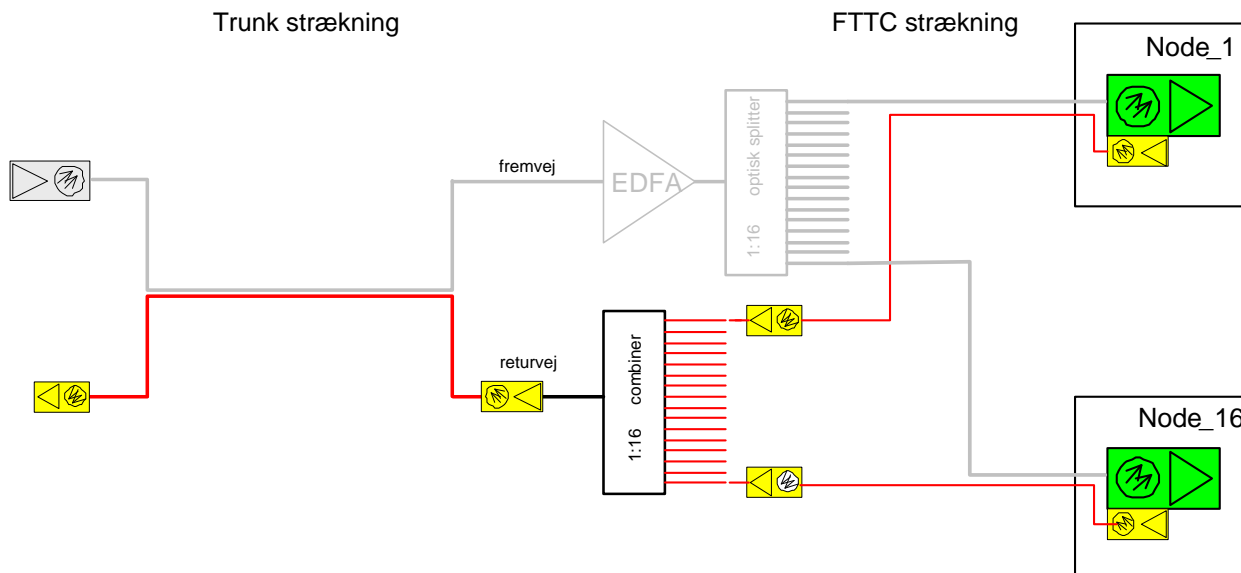 Trunk strækning
FTTC strækning
Node_1
fremvej
EDFA
1:16 optisk splitter
returvej
1:16 combiner
Node_16